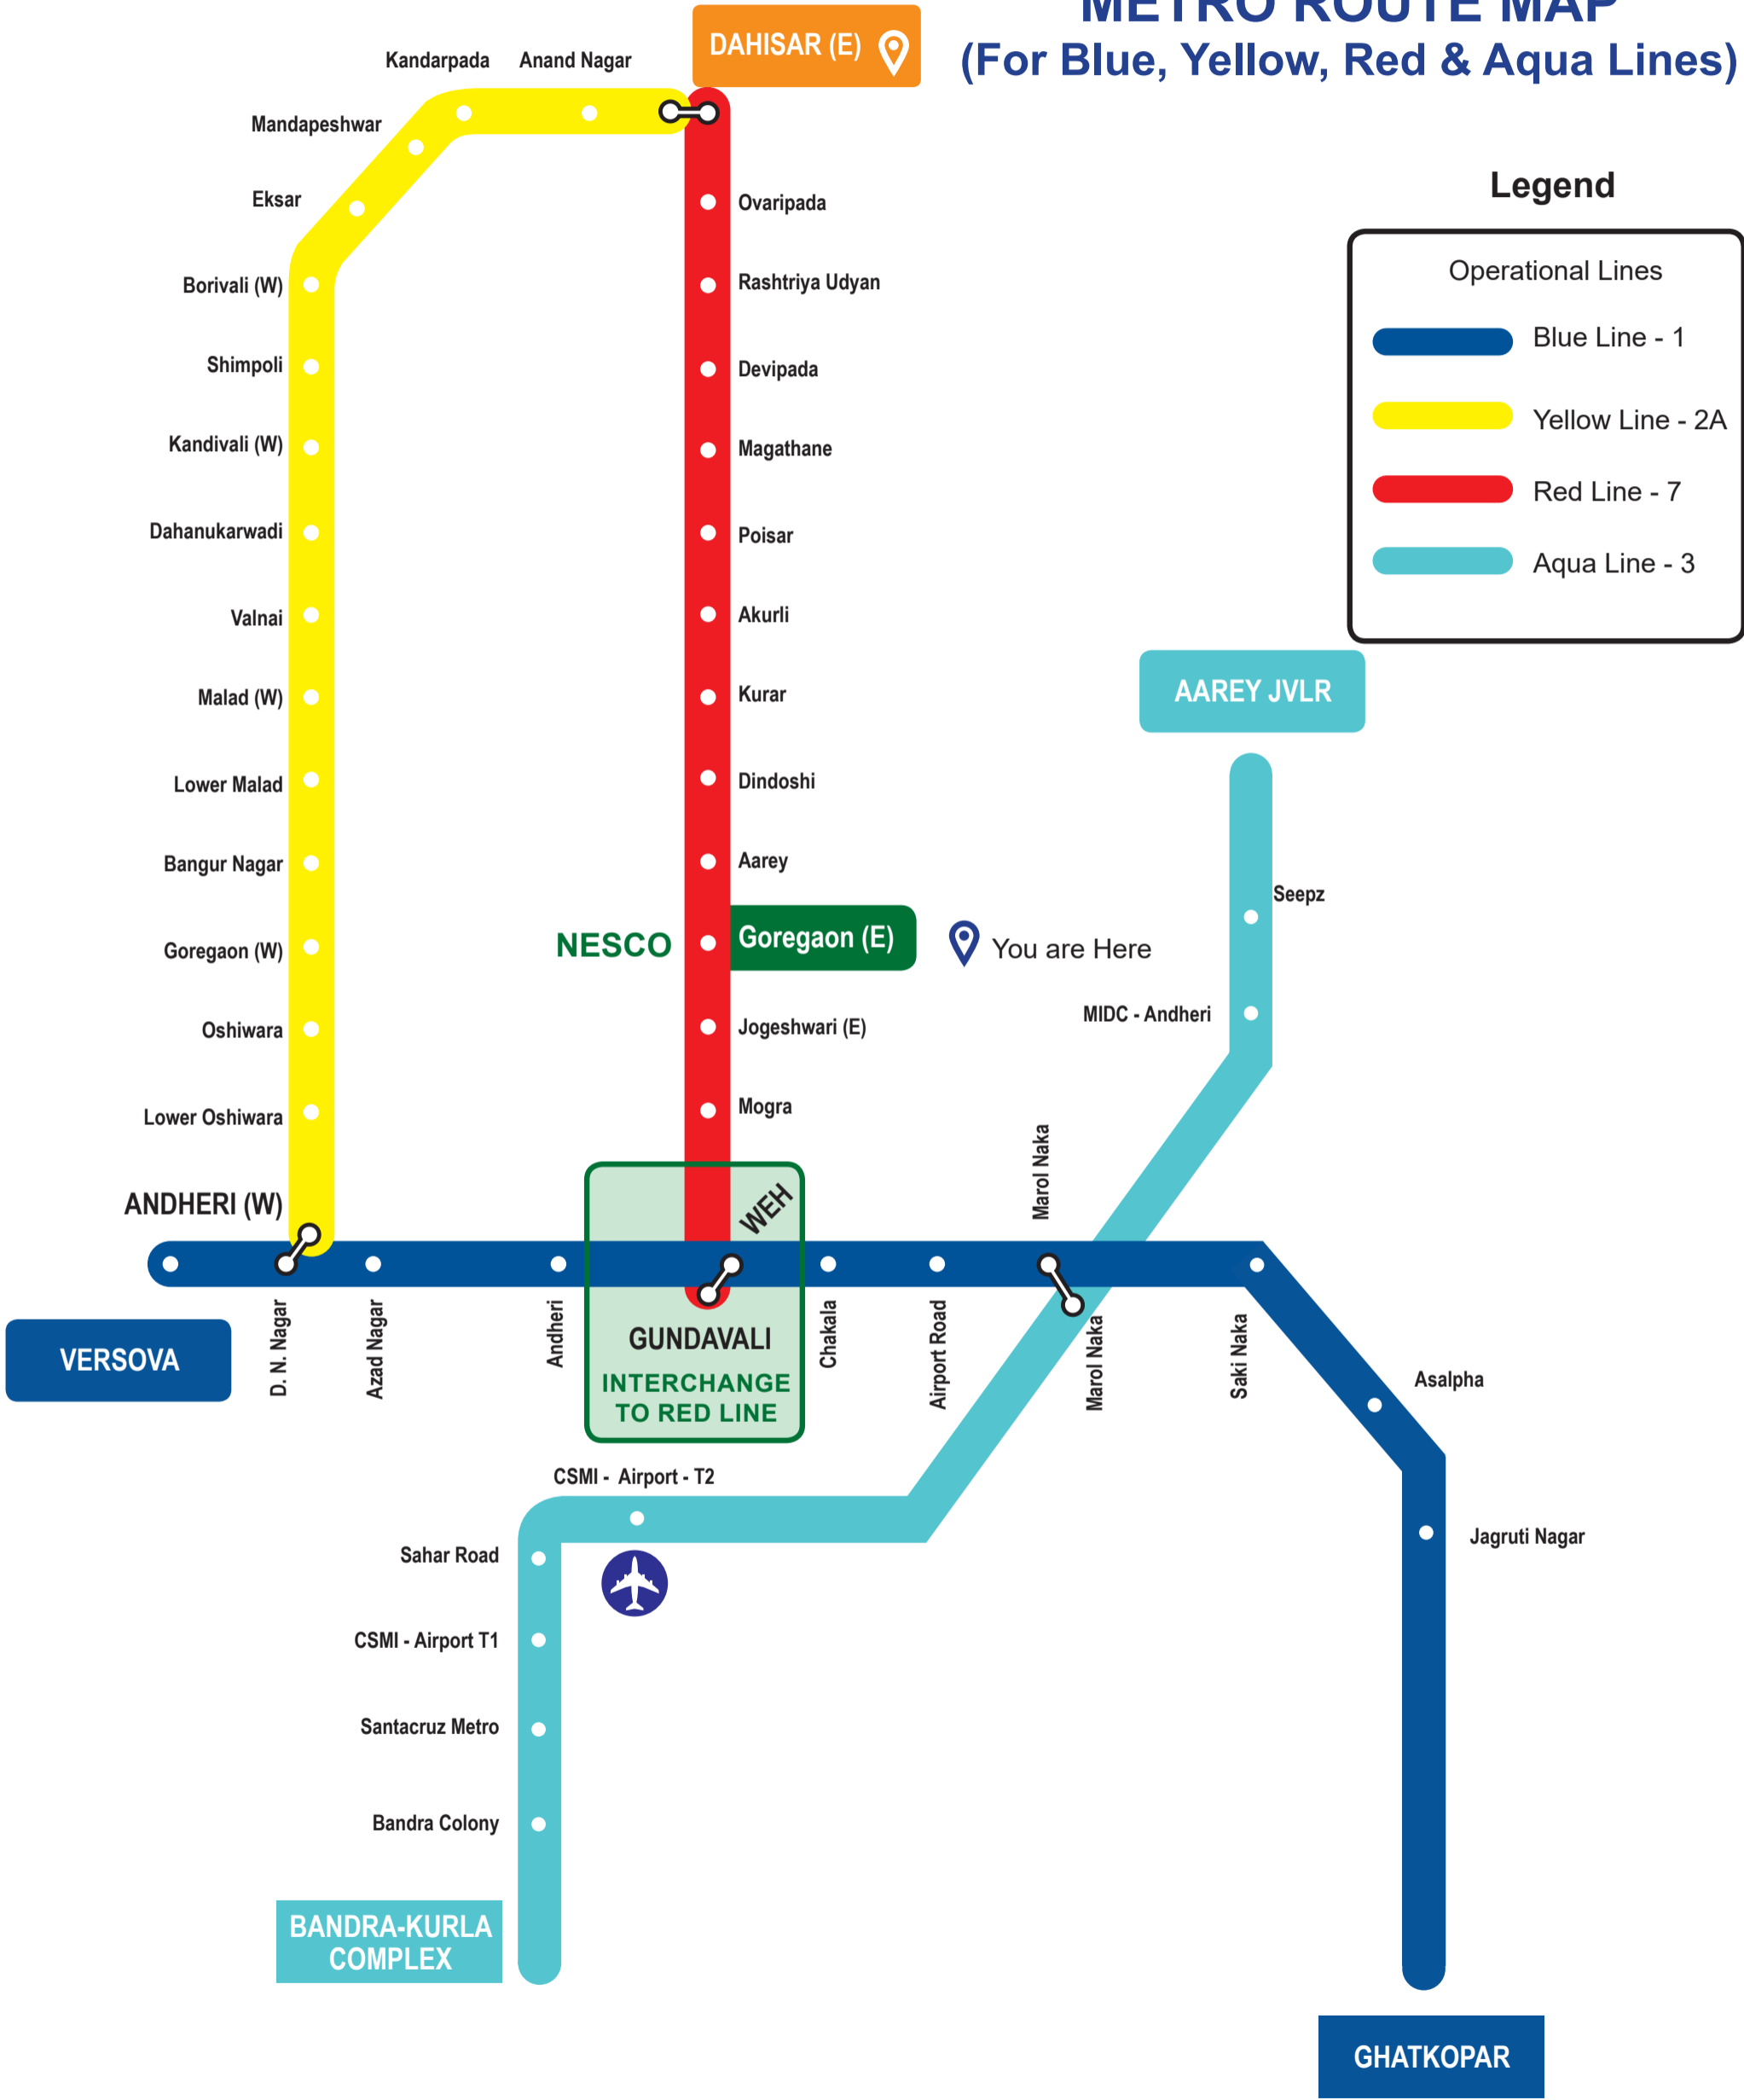 METRO ROUTE MAP
(For Blue, Yellow, Red & Aqua Lines)
DAHISAR (E)
Kandarpada
Anand Nagar
Mandapeshwar
Eksar
Borivali (W)
Shimpoli
Kandivali (W)
Dahanukarwadi
Valnai
Malad (W)
Lower Malad
Bangur Nagar
Goregaon (W)
Oshiwara
Lower Oshiwara
ANDHERI (W)
Ovaripada
Rashtriya Udyan
Devipada
Magathane
Poisar
Akurli
Kurar
Dindoshi
Aarey
NESCO
Goregaon (E)
You are Here
Jogeshwari (E)
Mogra
Legend
Operational Lines
Blue Line - 1
Yellow Line - 2A
Red Line - 7
Aqua Line - 3
AAREY JVLR
Seepz
MIDC - Andheri
Marol Naka
WEH
VERSOVA
D. N. Nagar
Azad Nagar
Andheri
GUNDAVALI
INTERCHANGE
TO RED LINE
Chakala
Airport Road
Marol Naka
Saki Naka
Asalpha
Jagruti Nagar
CSMI -  Airport - T2
Sahar Road
CSMI - Airport T1
Santacruz Metro
Bandra Colony
BANDRA-KURLA
COMPLEX
GHATKOPAR